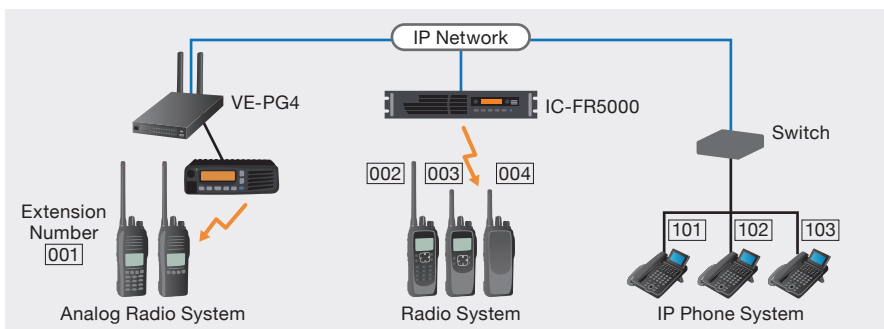 IP Network
VE-PG4
IC-FR5000
Switch
002 003 004
Extension
Number
001
101 102 103
Analog Radio System
Radio System
IP Phone System